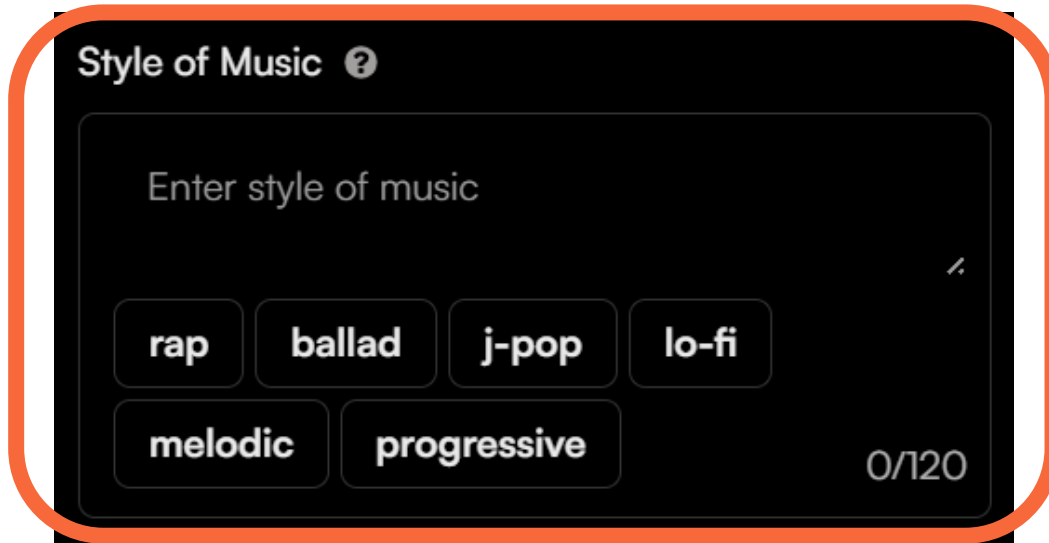 Style of Music ?
Enter style of music
rap ballad j-pop lo-fi
melodic progressive
0/120